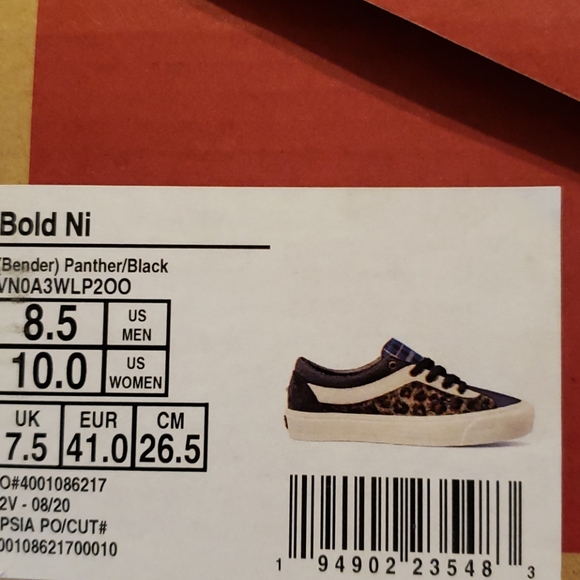 Bold Ni
(Bender) Panther/Black
VN0A3WLP2OO
8.5 US MEN
10.0 US WOMEN
UK EUR CM
7.5 41.0 26.5
O#4001086217
2V - 08/20
PSIA PO/CUT#
00108621700010
1 94902 23548 3